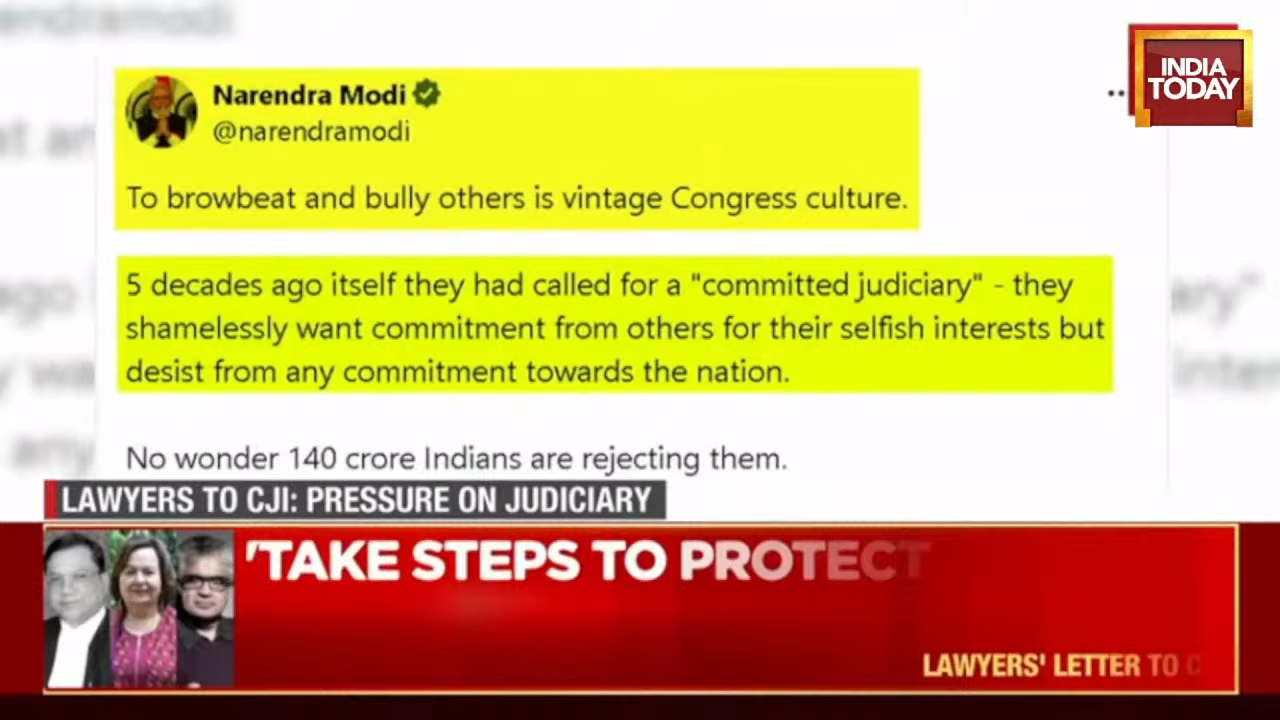 INDIA
TODAY
Narendra Modi
@narendramodi
To browbeat and bully others is vintage Congress culture.
5 decades ago itself they had called for a "committed judiciary" - they
shamelessly want commitment from others for their selfish interests but
desist from any commitment towards the nation.
No wonder 140 crore Indians are rejecting them.
LAWYERS TO CJI: PRESSURE ON JUDICIARY
'TAKE STEPS TO PROTECT
LAWYERS' LETTER TO C